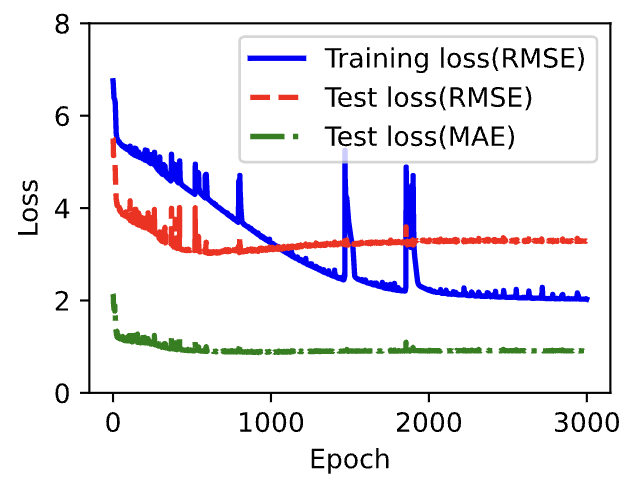 8
6
4
2
0
Loss
Training loss(RMSE)
Test loss(RMSE)
Test loss(MAE)
0 1000 2000 3000
Epoch